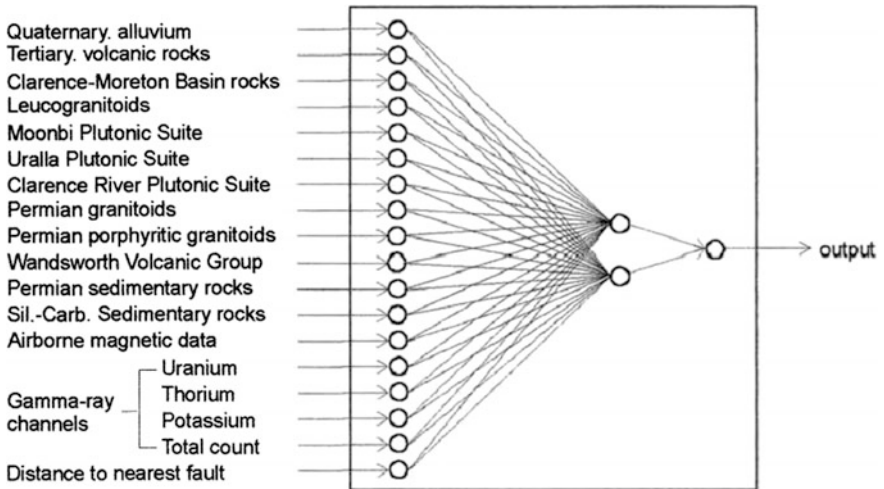 Quaternary. alluvium
Tertiary. volcanic rocks
Clarence-Moreton Basin rocks
Leucogranitoids
Moonbi Plutonic Suite
Uralla Plutonic Suite
Clarence River Plutonic Suite
Permian granitoids
Permian porphyritic granitoids
output
Wandsworth Volcanic Group
Permian sedimentary rocks
Sil.-Carb. Sedimentary rocks
Airborne magnetic data
Gamma-ray channels
Uranium
Thorium
Potassium
Total count
Distance to nearest fault